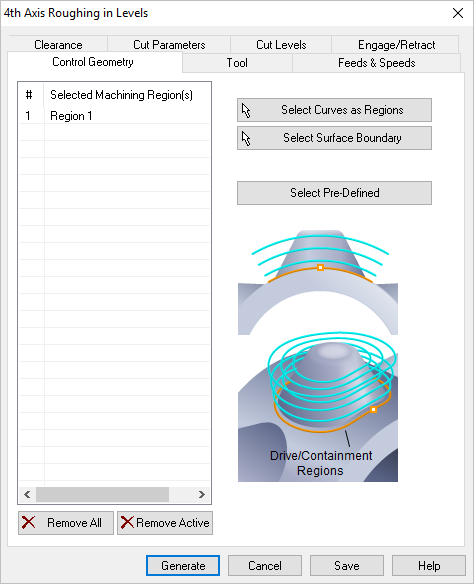 4th Axis Roughing in Levels
Clearance Cut Parameters Cut Levels Engage/Retract
Control Geometry Tool Feeds & Speeds
# Selected Machining Region(s)
1 Region 1
Select Curves as Regions
Select Surface Boundary
Select Pre-Defined
Drive/Containment
Regions
Remove All Remove Active
Generate Cancel Save Help